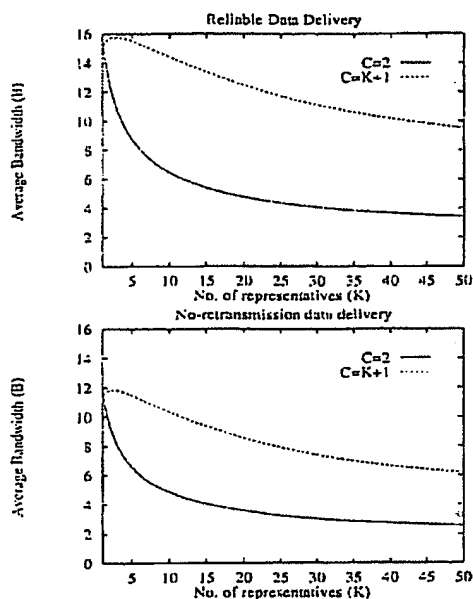 Reliable Data Delivery
16
14
12
10
8
6
4
2
0
Average Bandwidth (B)
C=2
C=K+1
5 10 15 20 25 30 35 40 45 50
No. of representatives (K)
No-retransmission data delivery
16
14
12
10
8
6
4
2
0
Average Bandwidth (B)
C=2
C=K+1
5 10 15 20 25 30 35 40 45 50
No. of representatives (K)